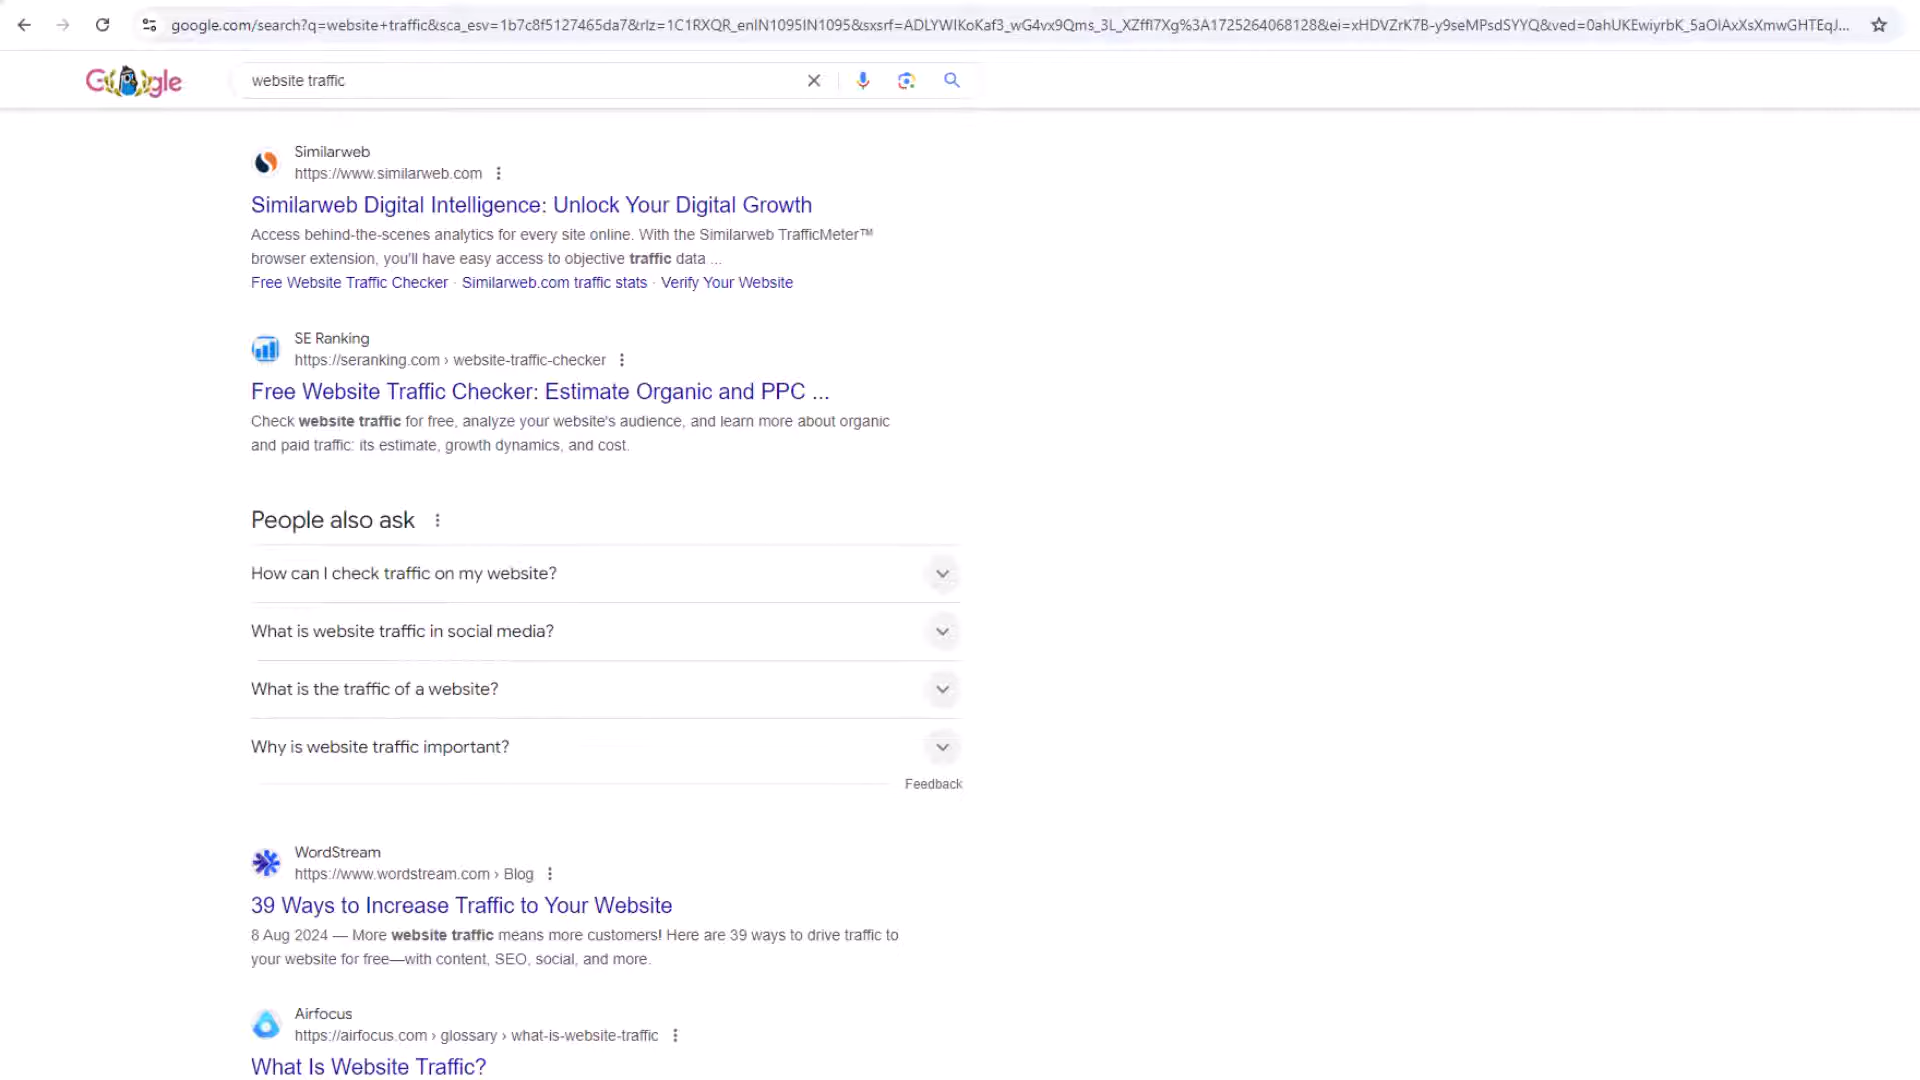 google.com/search?q=website+traffic&sca_esv=1b7c8f5127465da7&rlz=1C1RXQR_enIN1095IN1095&sxsrf=ADLYWIKoKaf3_wG4vx9Qms_3L_XZffI7Xg%3A1725264068128&ei=xHDVZrK7B-y9seMPsdSYYQ&ved=0ahUKEwiyrbK_5aOIAxXsXmwGHTEqJ...
Google
website traffic
Similarweb
https://www.similarweb.com
Similarweb Digital Intelligence: Unlock Your Digital Growth
Access behind-the-scenes analytics for every site online. With the Similarweb TrafficMeter™
browser extension, you'll have easy access to objective traffic data ...
Free Website Traffic Checker · Similarweb.com traffic stats · Verify Your Website
SE Ranking
https://seranking.com › website-traffic-checker
Free Website Traffic Checker: Estimate Organic and PPC ...
Check website traffic for free, analyze your website's audience, and learn more about organic
and paid traffic: its estimate, growth dynamics, and cost.
People also ask
How can I check traffic on my website?
What is website traffic in social media?
What is the traffic of a website?
Why is website traffic important?
Feedback
WordStream
https://www.wordstream.com › Blog
39 Ways to Increase Traffic to Your Website
8 Aug 2024 — More website traffic means more customers! Here are 39 ways to drive traffic to
your website for free—with content, SEO, social, and more.
Airfocus
https://airfocus.com › glossary › what-is-website-traffic
What Is Website Traffic?